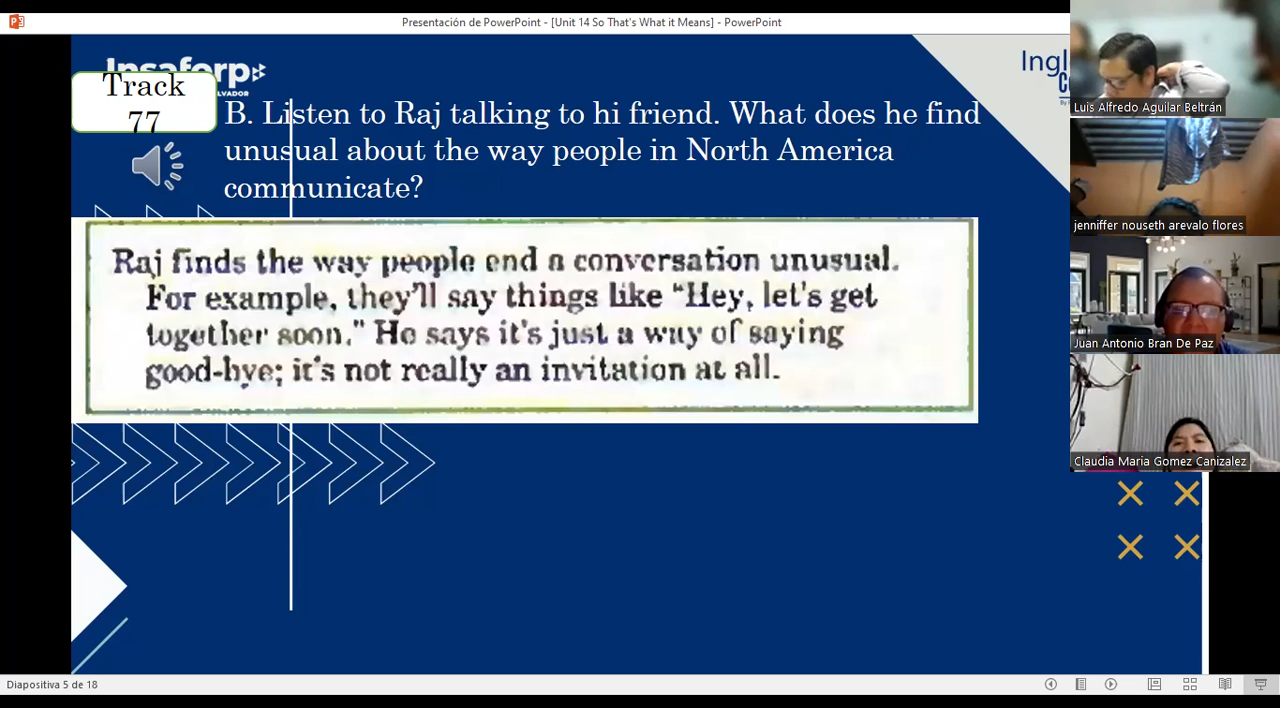 Presentación de PowerPoint - [Unit 14 So That's What it Means] - PowerPoint
Insaforp
Track
77
B. Listen to Raj talking to hi friend. What does he find
unusual about the way people in North America
communicate?
Raj finds the way people end a conversation unusual.
For example, they'll say things like "Hey, let's get
together soon." He says it's just a way of saying
good-bye; it's not really an invitation at all.
Luis Alfredo Aguilar Beltrán
jenniffer nouseth arevalo flores
Juan Antonio Bran De Paz
Claudia Maria Gomez Canizalez
Diapositiva 5 de 18